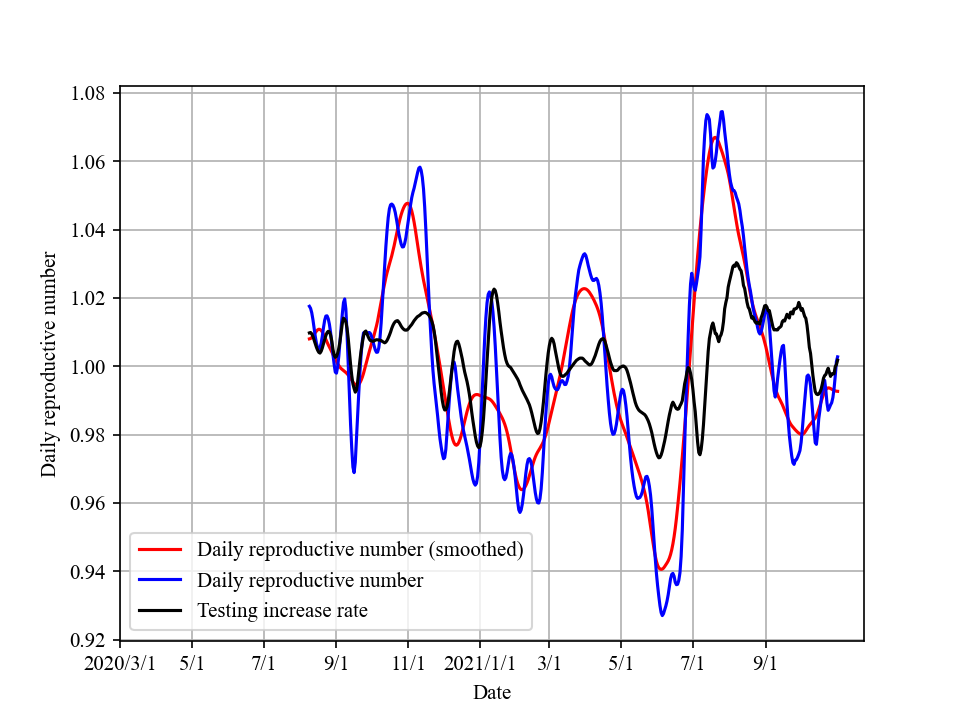 1.08
1.06
1.04
1.02
1.00
0.98
0.96
0.94
0.92
Daily reproductive number
Daily reproductive number (smoothed)
Daily reproductive number
Testing increase rate
2020/3/1 5/1 7/1 9/1 11/1 2021/1/1 3/1 5/1 7/1 9/1
Date